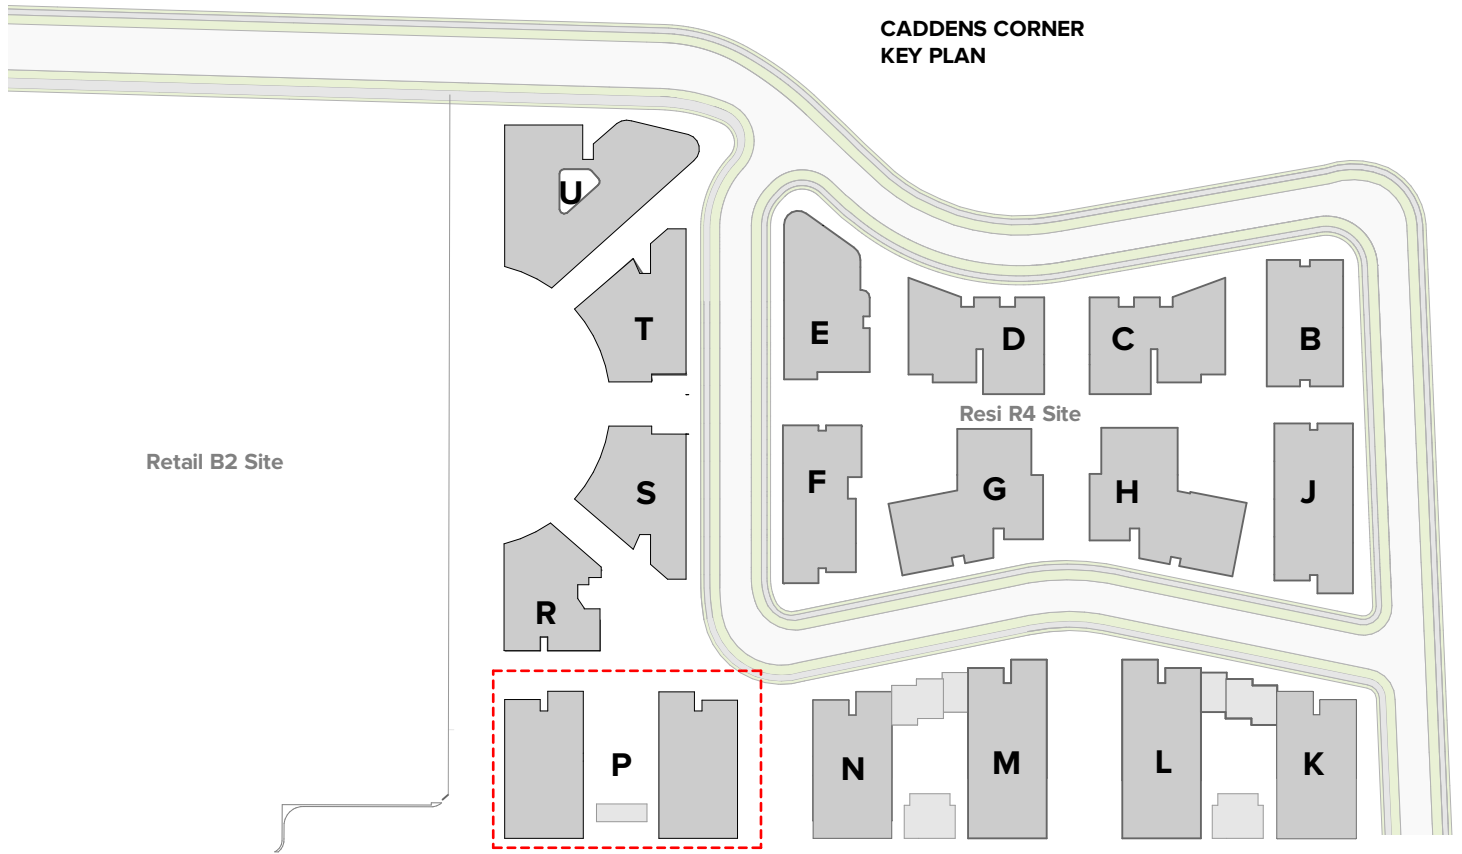 CADDENS CORNER
KEY PLAN
U
T
E
D
C
B
Resi R4 Site
Retail B2 Site
S
F
G
H
J
R
P
N
M
L
K